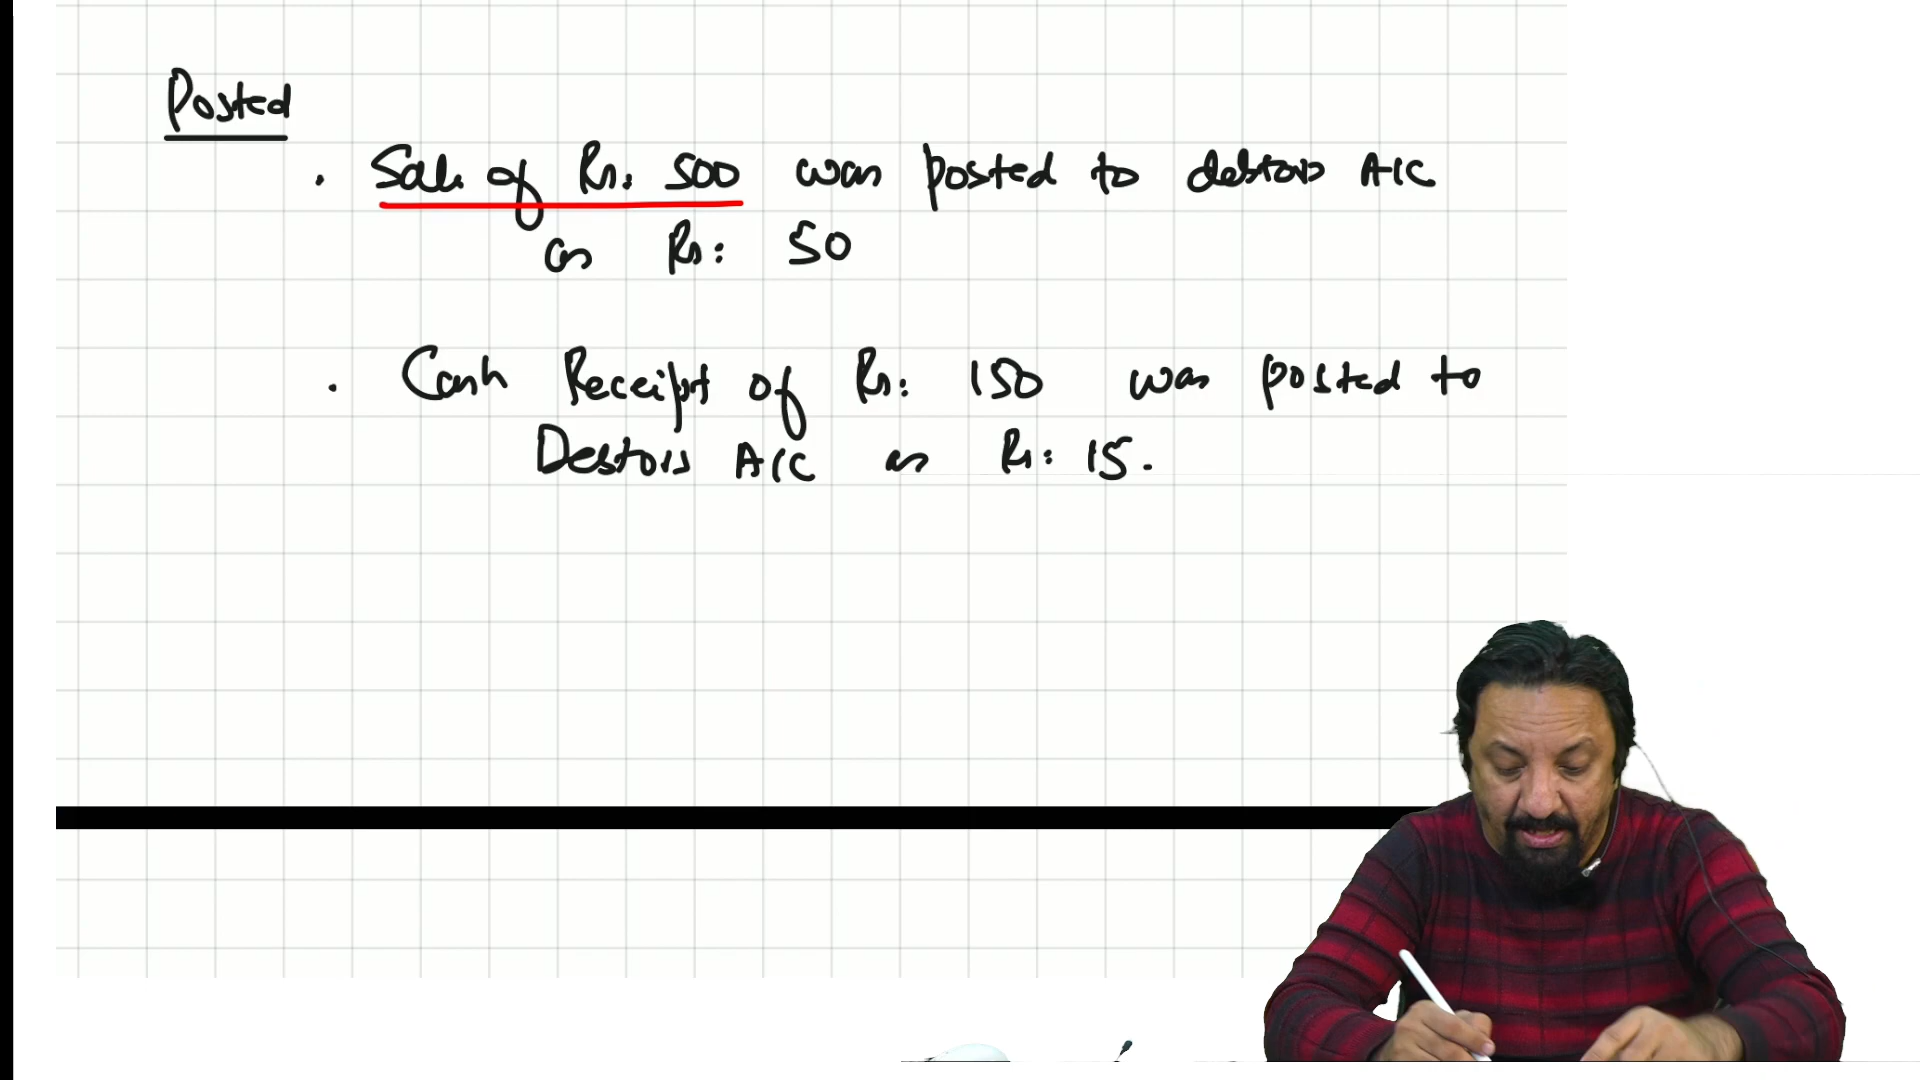 Posted
. Sale of Rs: 500 was posted to debtors A/C
as Rs: 50
. Cash Receipt of Rs: 150 was posted to
Debtors A/C as Rs: 15.